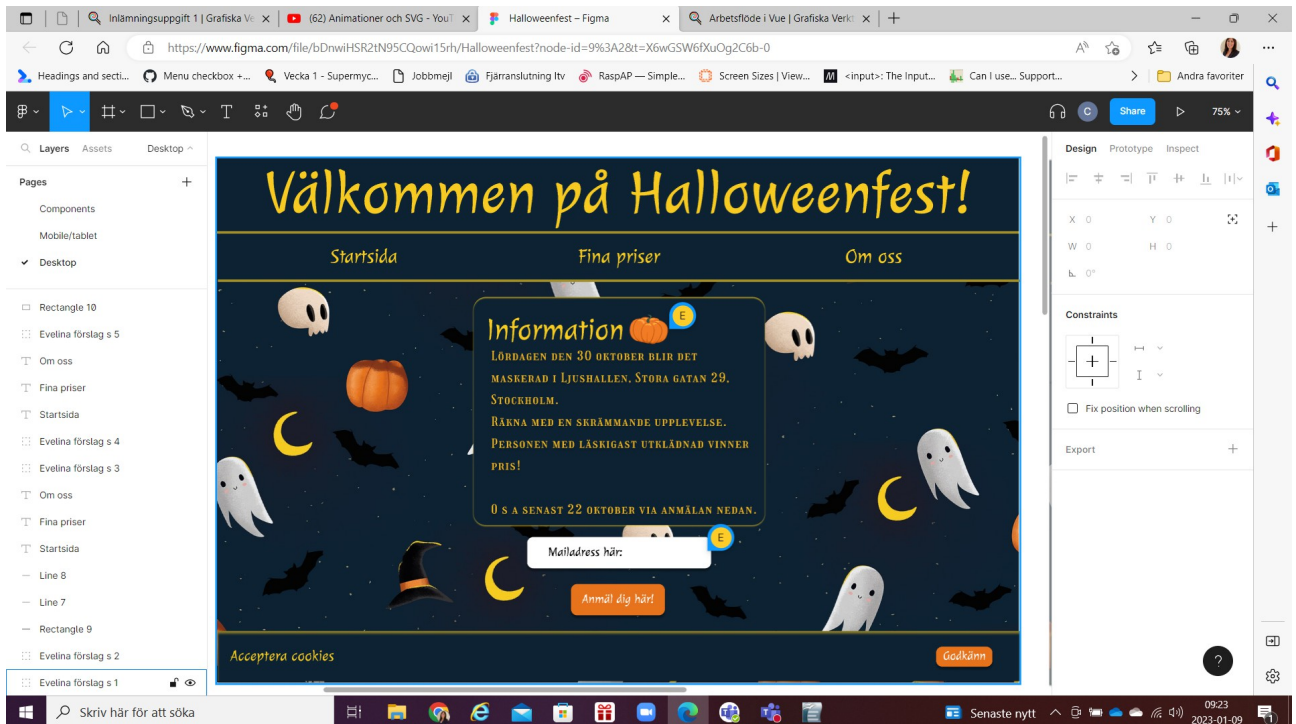 Inlämningsuppgift 1 | Grafiska Ve
(62) Animationer och SVG - YouT
Halloweenfest – Figma
Arbetsflöde i Vue | Grafiska Verk
https://www.figma.com/file/bDnwiHSR2tN95CQowi15rh/Halloweenfest?node-id=9%3A2&t=X6wGSW6fXuOg2C6b-0
Headings and secti...
Menu checkbox +...
Vecka 1 - Supermyc...
Jobbmejl
Fjärranslutning Itv
RaspAP — Simple...
Screen Sizes | View...
<input>: The Input...
Can I use... Support...
Andra favoriter
C
Share
75%
Layers Assets Desktop
Pages
Components
Mobile/tablet
Desktop
Rectangle 10
Evelina förslag s 5
Om oss
Fina priser
Startsida
Evelina förslag s 4
Evelina förslag s 3
Om oss
Fina priser
Startsida
Line 8
Line 7
Rectangle 9
Evelina förslag s 2
Evelina förslag s 1
Välkommen på Halloweenfest!
Startsida Fina priser Om oss
Information
E
Lördagen den 30 oktober blir det
maskerad i Ljushallen, Stora gatan 29,
Stockholm.
Räkna med en skrämmande upplevelse.
Personen med läskigast utklädnad vinner
pris!
O s a senast 22 oktober via anmälan nedan.
E
Mailadress här:
Anmäl dig här!
Acceptera cookies
Godkänn
Design Prototype Inspect
X 0 Y 0
W 0 H 0
0°
Constraints
Fix position when scrolling
Export
?
Skriv här för att söka
Senaste nytt
09:23
2023-01-09